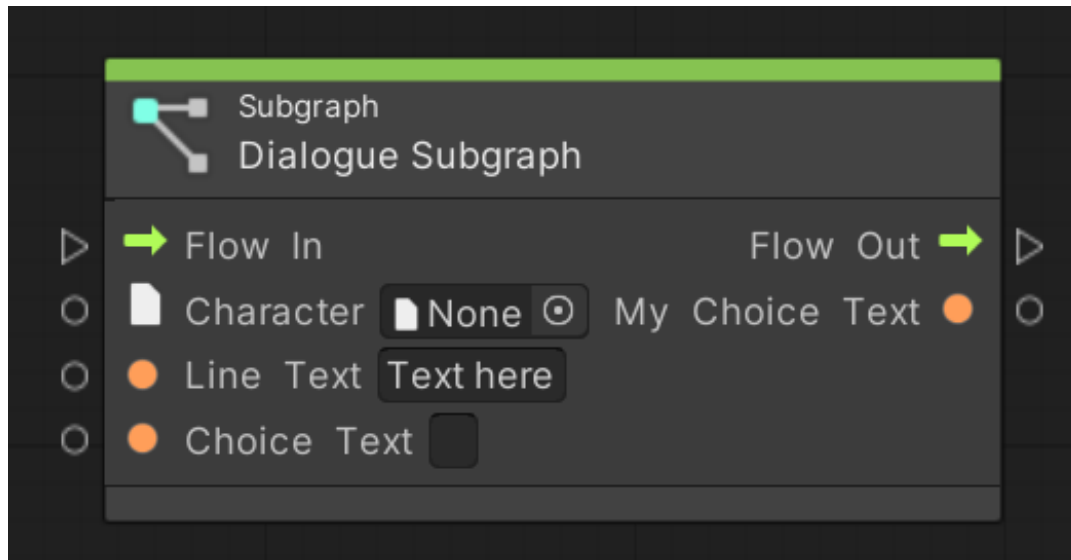 Subgraph
Dialogue Subgraph
Flow In Flow Out
Character None My Choice Text
Line Text Text here
Choice Text